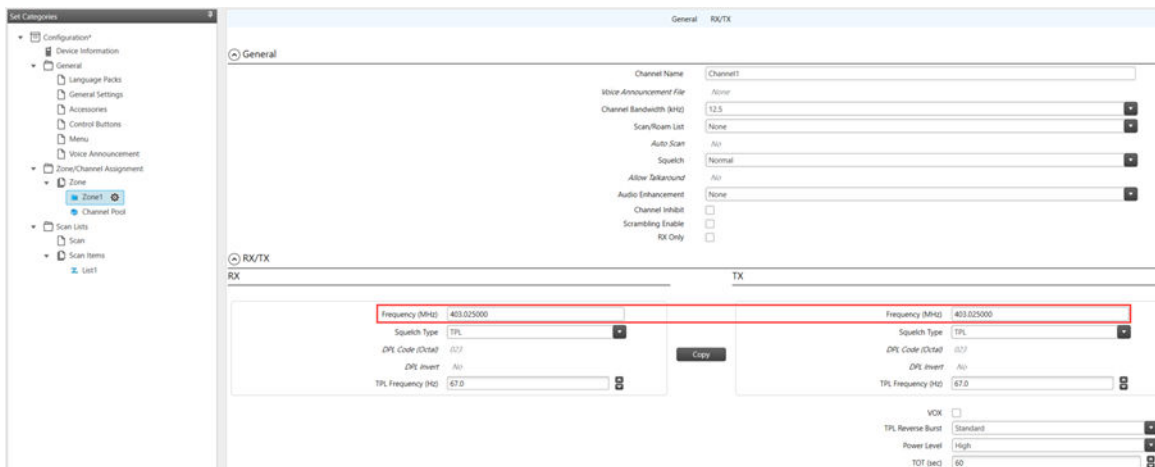 Set Categories
General RX/TX
Configuration*
Device Information
General
Language Packs
General Settings
Accessories
Control Buttons
Menu
Voice Announcement
Zone/Channel Assignment
Zone
Zone1
Channel Pool
Scan Lists
Scan
Scan Items
List1
General
Channel Name Channel1
Voice Announcement File None
Channel Bandwidth (kHz) 12.5
Scan/Roam List None
Auto Scan No
Squelch Normal
Allow Talkaround No
Audio Enhancement None
Channel Inhibit
Scrambling Enable
RX Only
RX/TX
RX TX
Frequency (MHz) 403.025000 Frequency (MHz) 403.025000
Squelch Type TPL Squelch Type TPL
DPL Code (Octal) 023 Copy DPL Code (Octal) 023
DPL Invert No DPL Invert No
TPL Frequency (Hz) 67.0 TPL Frequency (Hz) 67.0
VOX
TPL Reverse Burst Standard
Power Level High
TOT (sec) 60